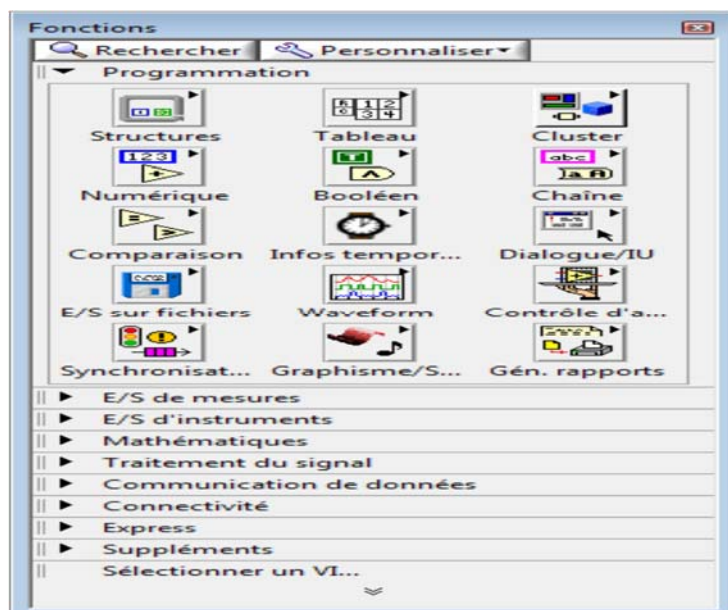 Fonctions
Rechercher Personnaliser
Programmation
Structures Tableau Cluster
123 abc
Numérique Booléen Chaîne
Comparaison Infos tempor... Dialogue/IU
E/S sur fichiers Waveform Contrôle d'a...
Synchronisat... Graphisme/S... Gén. rapports
E/S de mesures
E/S d'instruments
Mathématiques
Traitement du signal
Communication de données
Connectivité
Express
Suppléments
Sélectionner un VI...